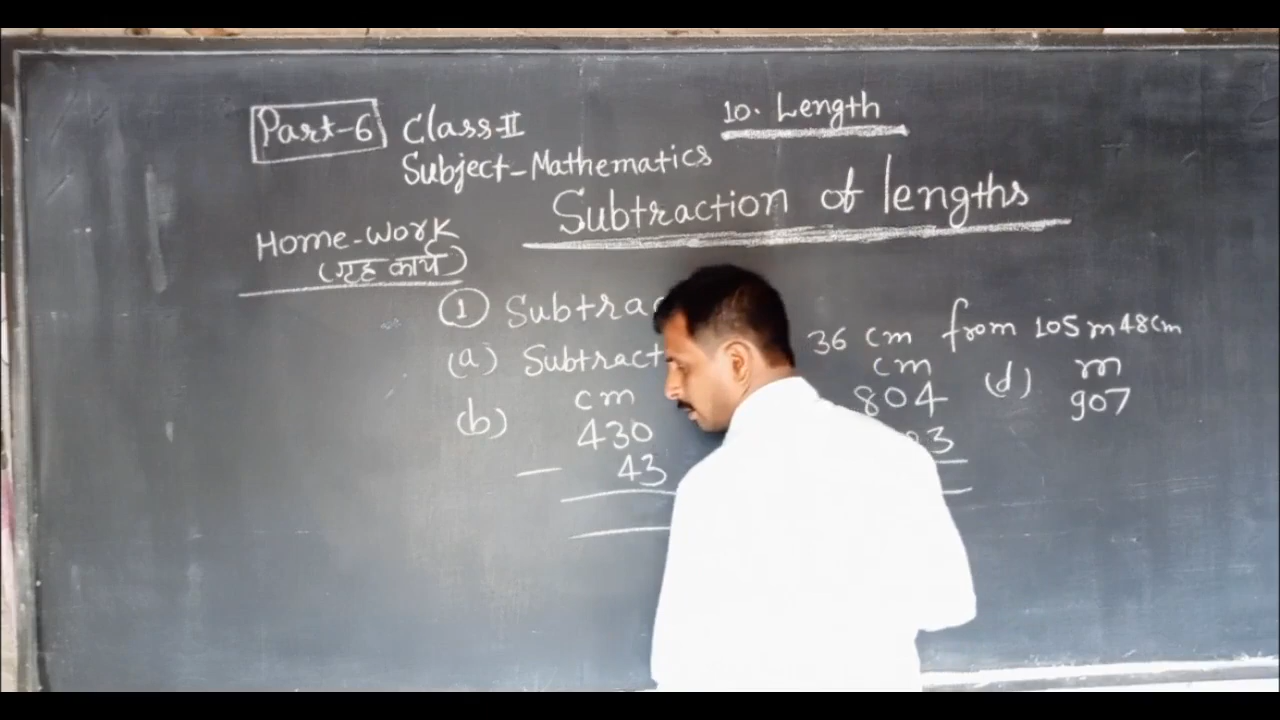 Part-6 Class-II
10. Length
Subject-Mathematics
Subtraction of lengths
Home-Work
(गृह कार्य)
1 Subtrac
(a) Subtract 36 cm from 105 m 48 cm
(b) cm cm (d) m
430 804 907
- 43 3